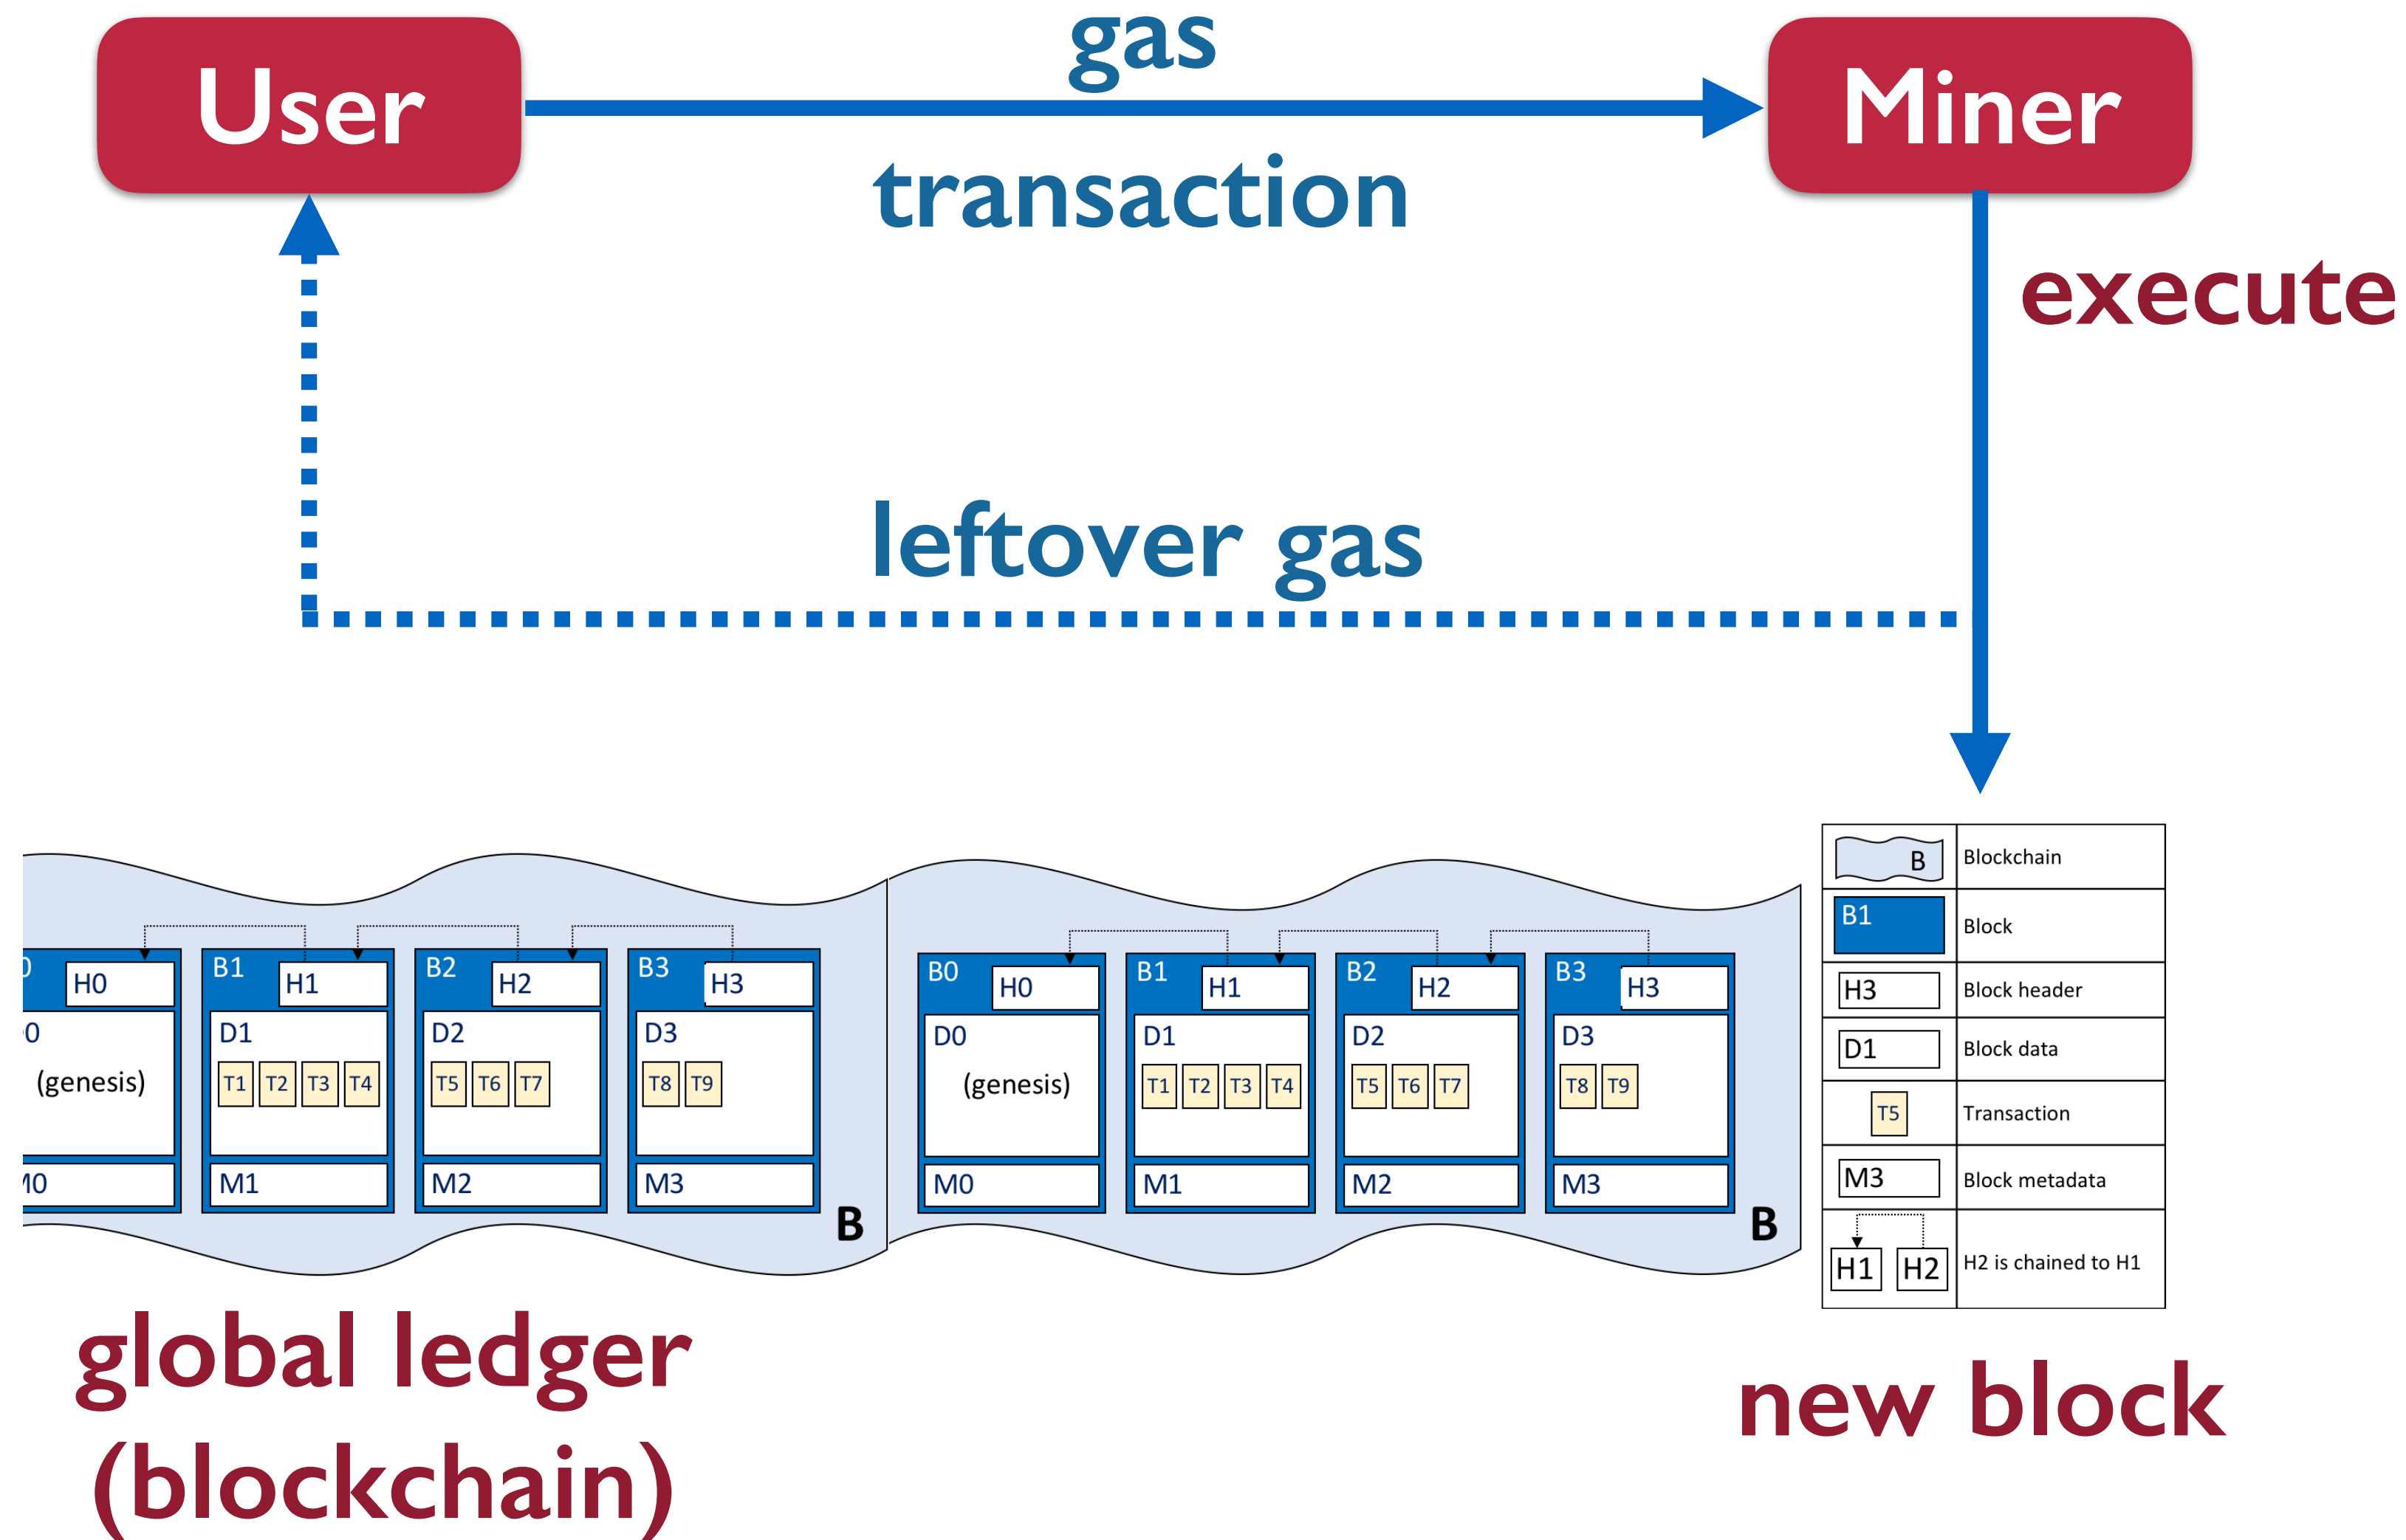 gas
User
Miner
transaction
execute
leftover gas
B Blockchain
B1 Block
H3 Block header
D1 Block data
T5 Transaction
M3 Block metadata
H1 H2 H2 is chained to H1
0 H0 B1 H1 B2 H2 B3 H3
0 D1 D2 D3
(genesis) T1 T2 T3 T4 T5 T6 T7 T8 T9
M0 M1 M2 M3
B
B0 H0 B1 H1 B2 H2 B3 H3
D0 D1 D2 D3
(genesis) T1 T2 T3 T4 T5 T6 T7 T8 T9
M0 M1 M2 M3
B
global ledger
(blockchain)
new block